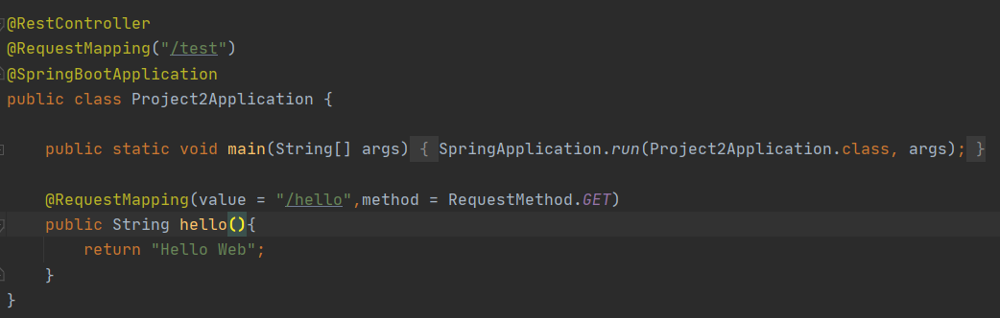 @RestController
@RequestMapping("/test")
@SpringBootApplication
public class Project2Application {
public static void main(String[] args) { SpringApplication.run(Project2Application.class, args); }
@RequestMapping(value = "/hello",method = RequestMethod.GET)
public String hello(){
return "Hello Web";
}
}